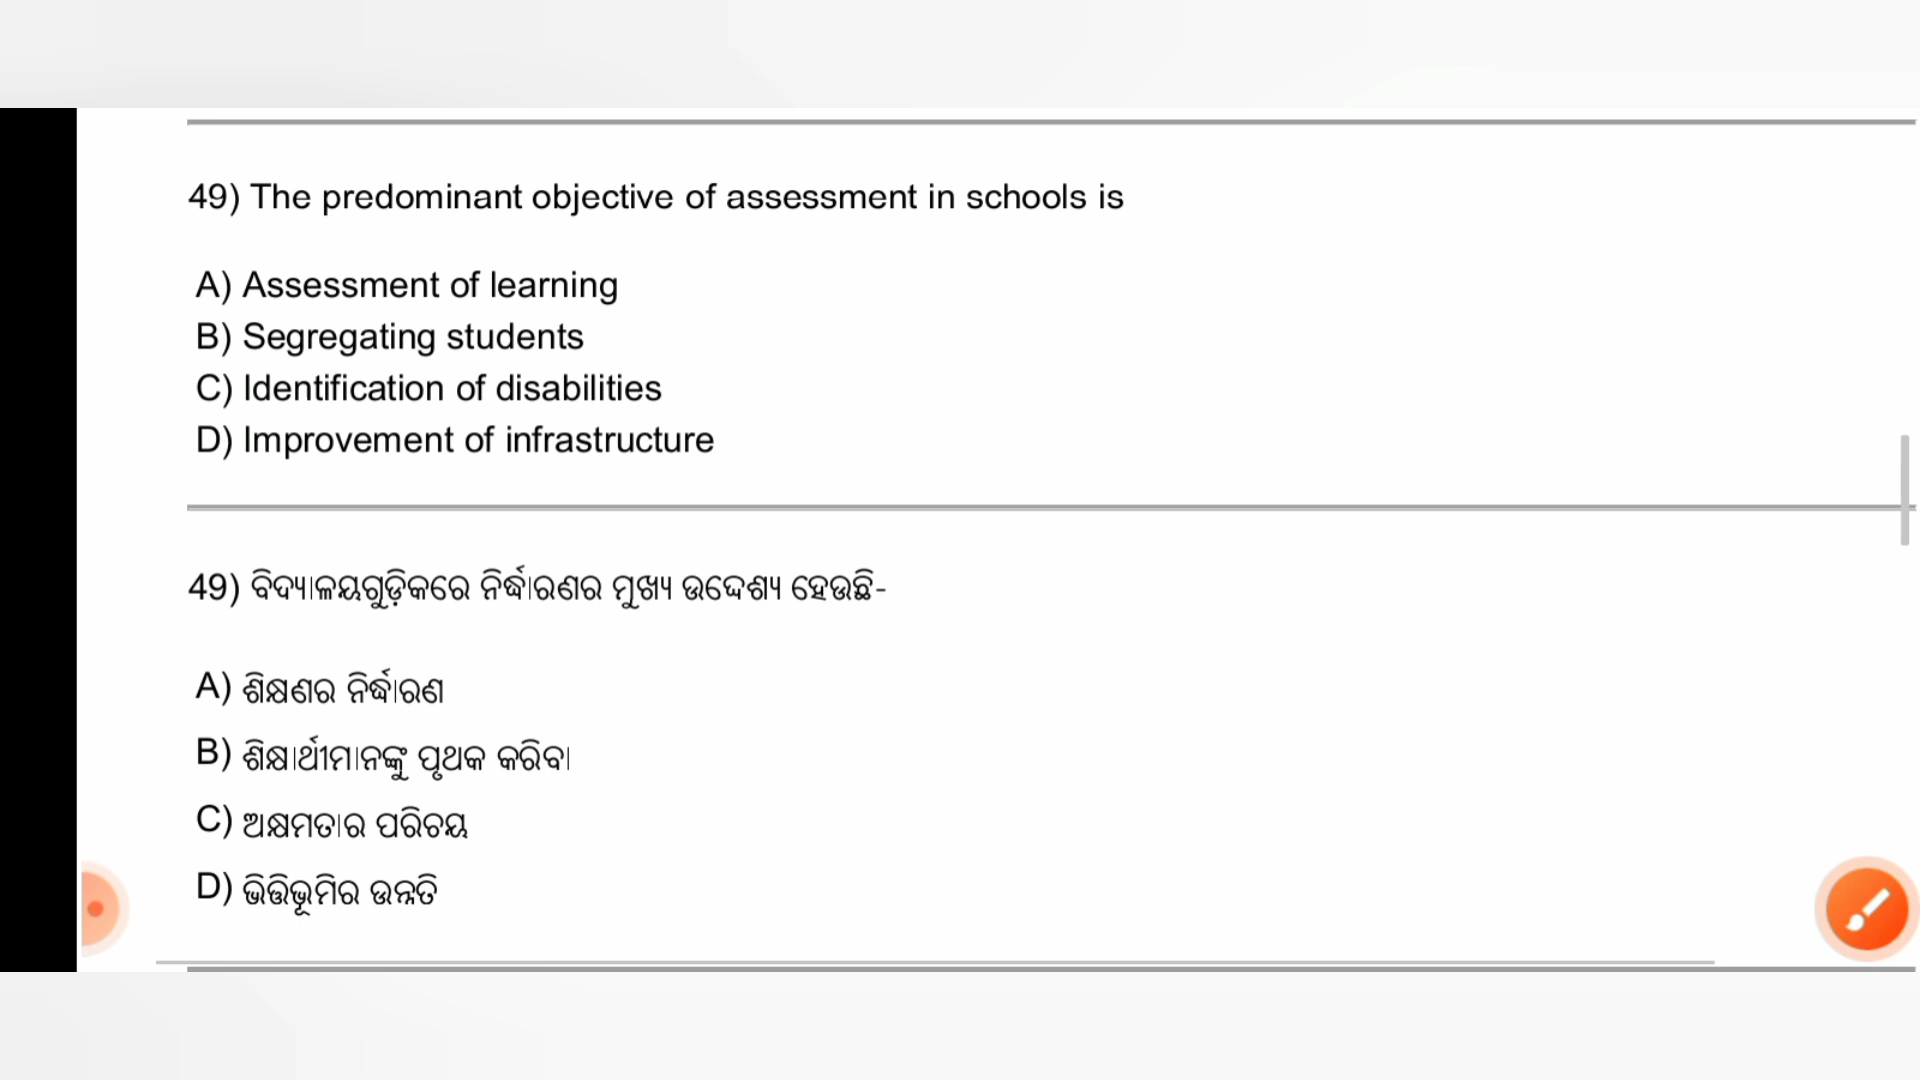 49) The predominant objective of assessment in schools is
A) Assessment of learning
B) Segregating students
C) Identification of disabilities
D) Improvement of infrastructure
49) ବିଦ୍ୟାଳୟଗୁଡ଼ିକରେ ନିର୍ଦ୍ଧାରଣର ମୁଖ୍ୟ ଉଦ୍ଦେଶ୍ୟ ହେଉଛି-
A) ଶିକ୍ଷଣର ନିର୍ଦ୍ଧାରଣ
B) ଶିକ୍ଷାର୍ଥୀମାନଙ୍କୁ ପୃଥକ କରିବା
C) ଅକ୍ଷମତାର ପରିଚୟ
D) ଭିତ୍ତିଭୂମିର ଉନ୍ନତି